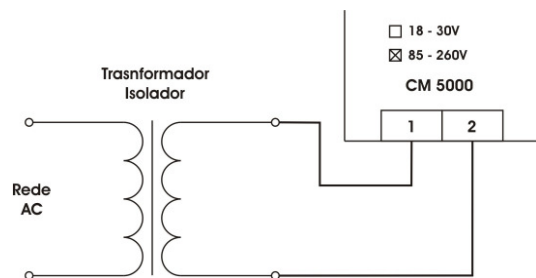 18 - 30V
85 - 260V
CM 5000
Trasnformador
Isolador
1 2
Rede
AC